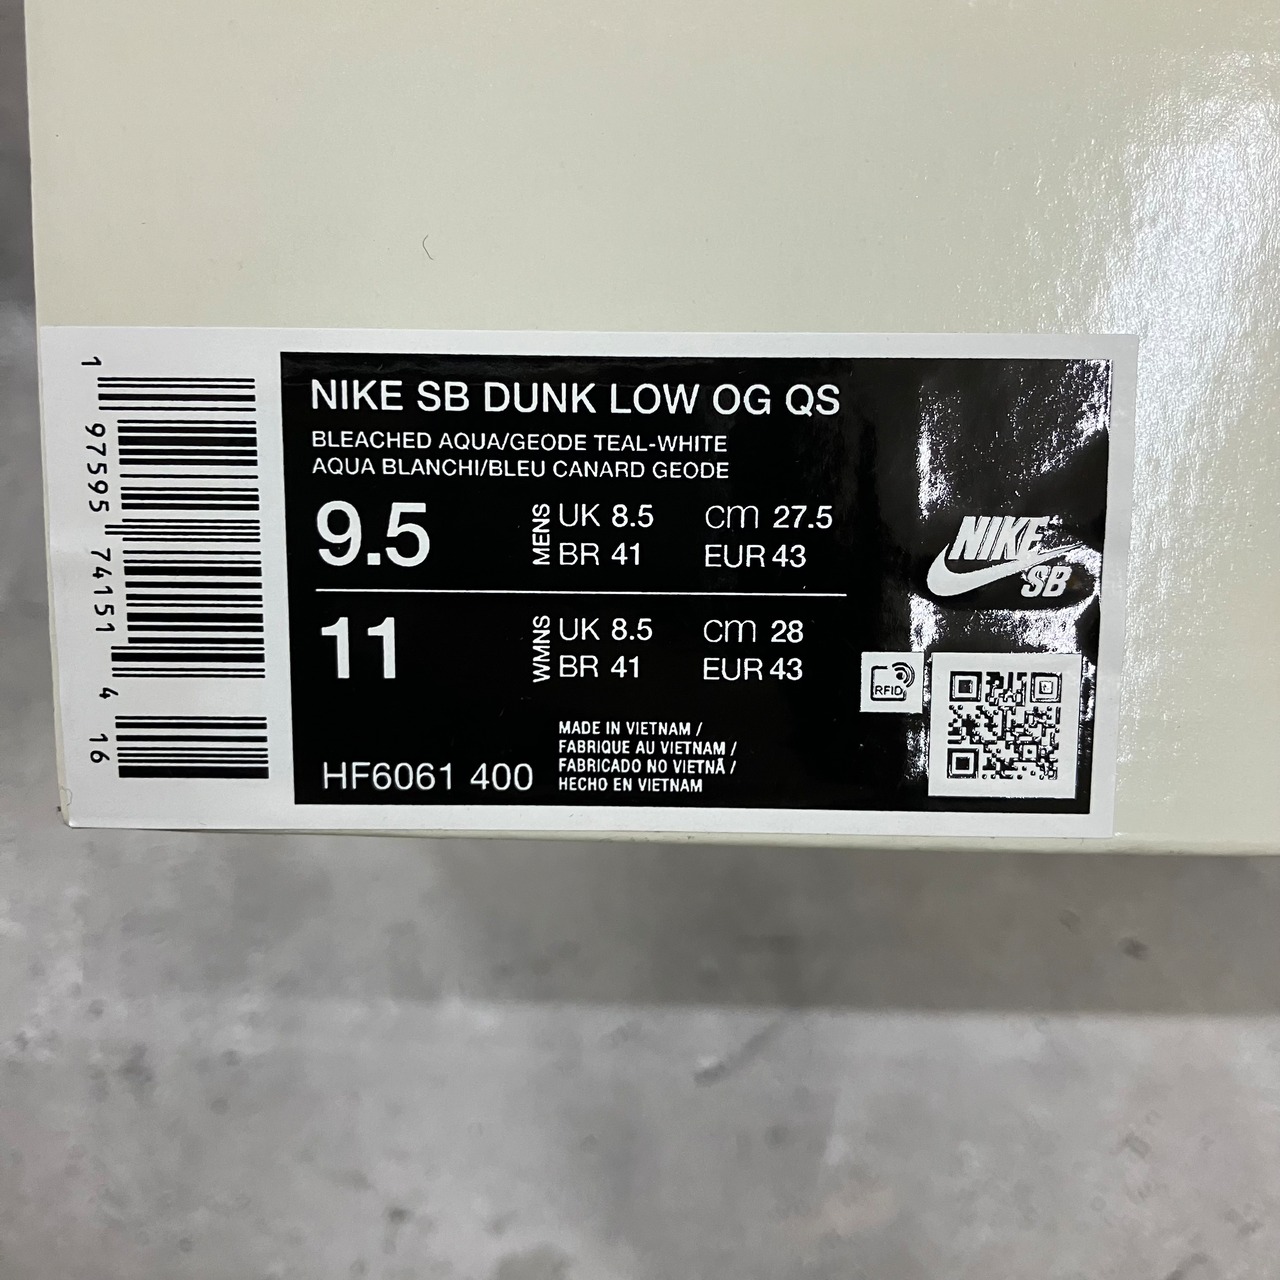 1 97595 74151 4 16
NIKE SB DUNK LOW OG QS
BLEACHED AQUA/GEODE TEAL-WHITE
AQUA BLANCHI/BLEU CANARD GEODE
9.5
MENS
UK 8.5 cm 27.5
BR 41 EUR 43
11
WMNS
UK 8.5 cm 28
BR 41 EUR 43
HF6061 400
MADE IN VIETNAM /
FABRIQUE AU VIETNAM /
FABRICADO NO VIETNÃ /
HECHO EN VIETNAM
NIKE
SB
RFID